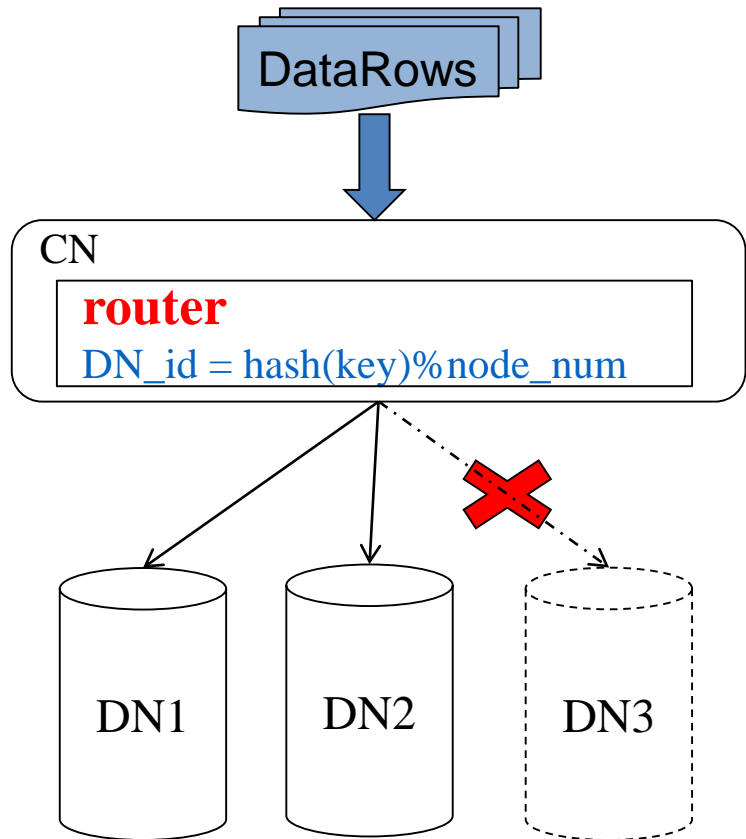 DataRows
CN
router
DN_id = hash(key)%node_num
DN1
DN2
DN3